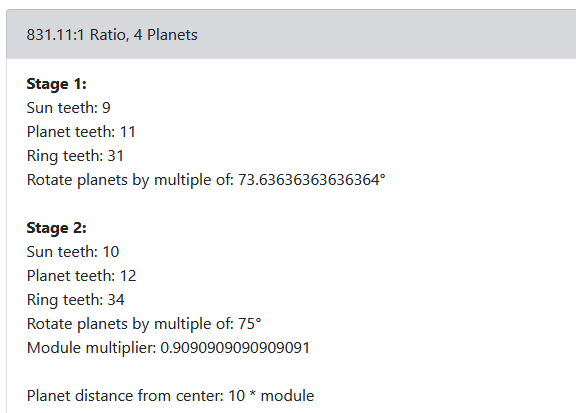 831.11:1 Ratio, 4 Planets
Stage 1:
Sun teeth: 9
Planet teeth: 11
Ring teeth: 31
Rotate planets by multiple of: 73.63636363636364°
Stage 2:
Sun teeth: 10
Planet teeth: 12
Ring teeth: 34
Rotate planets by multiple of: 75°
Module multiplier: 0.9090909090909091
Planet distance from center: 10 * module